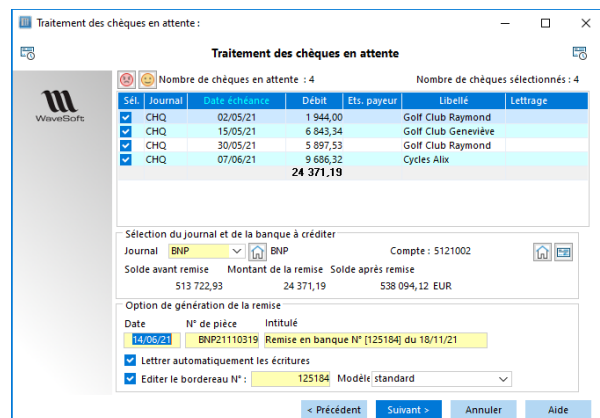 Traitement des chèques en attente :
Traitement des chèques en attente
WaveSoft
Nombre de chèques en attente : 4 Nombre de chèques sélectionnés : 4
Sél. Journal Date échéance Débit Ets. payeur Libellé Lettrage
CHQ 02/05/21 1 944,00 Golf Club Raymond
CHQ 15/05/21 6 843,34 Golf Club Geneviève
CHQ 30/05/21 5 897,53 Golf Club Raymond
CHQ 07/06/21 9 686,32 Cycles Alix
24 371,19
Sélection du journal et de la banque à créditer
Journal BNP BNP Compte : 5121002
Solde avant remise Montant de la remise Solde après remise
513 722,93 24 371,19 538 094,12 EUR
Option de génération de la remise
Date N° de pièce Intitulé
14/06/21 BNP21110319 Remise en banque N° [125184] du 18/11/21
Lettrer automatiquement les écritures
Editer le bordereau N° : 125184 Modèle standard
< Précédent Suivant > Annuler Aide